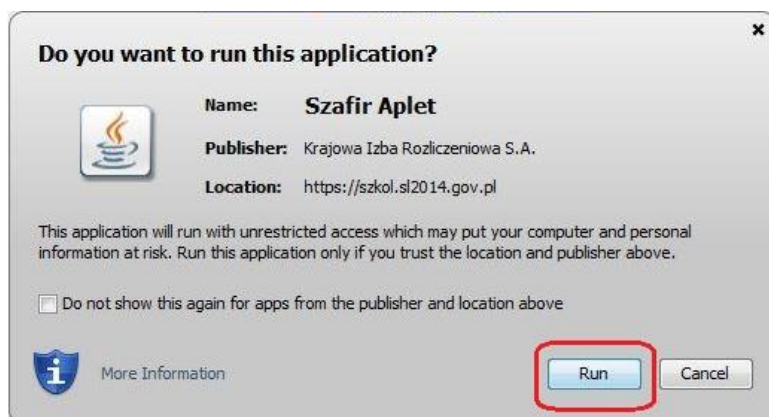 Do you want to run this application?
Name: Szafir Aplet
Publisher: Krajowa Izba Rozliczeniowa S.A.
Location: https://szkol.sl2014.gov.pl
This application will run with unrestricted access which may put your computer and personal
information at risk. Run this application only if you trust the location and publisher above.
Do not show this again for apps from the publisher and location above
More Information
Run
Cancel